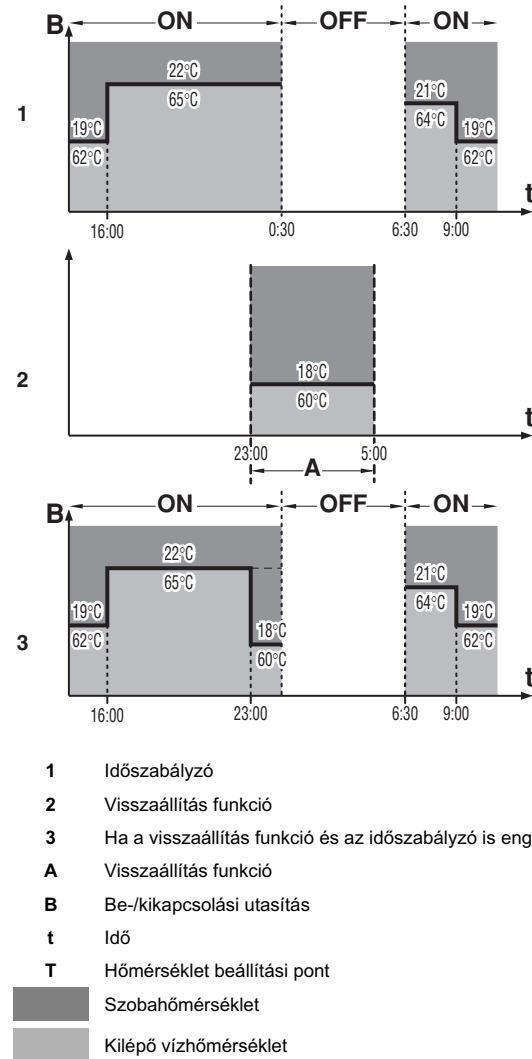 B ON OFF ON
22°C
65°C
21°C
64°C
19°C
62°C
19°C
62°C
1
t
16:00 0:30 6:30 9:00
18°C
60°C
2
t
23:00 5:00
A
B ON OFF ON
22°C
65°C
21°C
64°C
19°C
62°C
18°C
60°C
19°C
62°C
3
t
16:00 23:00 6:30 9:00
1 Időszabályzó
2 Visszaállítás funkció
3 Ha a visszaállítás funkció és az időszabályzó is eng
A Visszaállítás funkció
B Be-/kikapcsolási utasítás
t Idő
T Hőmérséklet beállítási pont
Szobahőmérséklet
Kilépő vízhőmérséklet